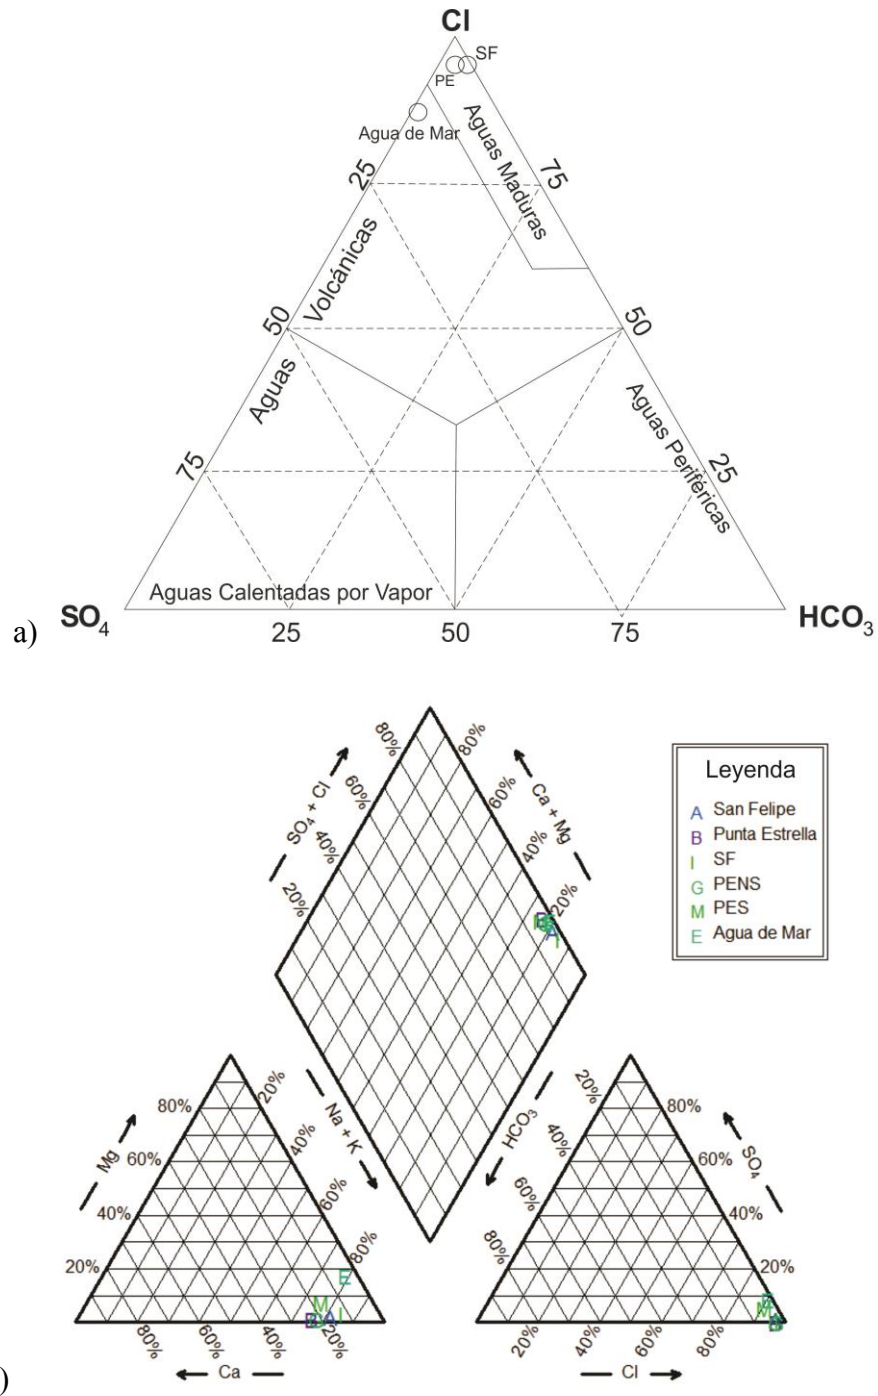 Cl
SF
PE
Agua de Mar
Aguas Maduras
25
75
Volcánicas
50
50
Aguas
Aguas Periféricas
75
25
Aguas Calentadas por Vapor
SO4
HCO3
a)
25
50
75
80%
80%
SO4 + Cl
Ca + Mg
60%
60%
40%
40%
20%
20%
Leyenda
A San Felipe
B Punta Estrella
I SF
G PENS
M PES
E Agua de Mar
Mg
80%
60%
40%
20%
20%
40%
60%
80%
Na + K
HCO3
20%
40%
60%
80%
80%
60%
40%
20%
SO4
E
M
I
80%
60%
40%
20%
Ca
20%
40%
60%
80%
Cl
)